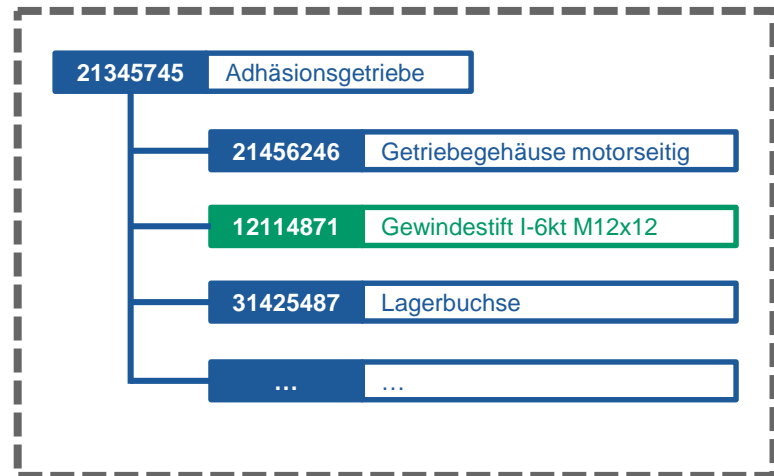 21345745 Adhäsionsgetriebe
21456246 Getriebegehäuse motorseitig
12114871 Gewindestift I-6kt M12x12
31425487 Lagerbuchse
... ...